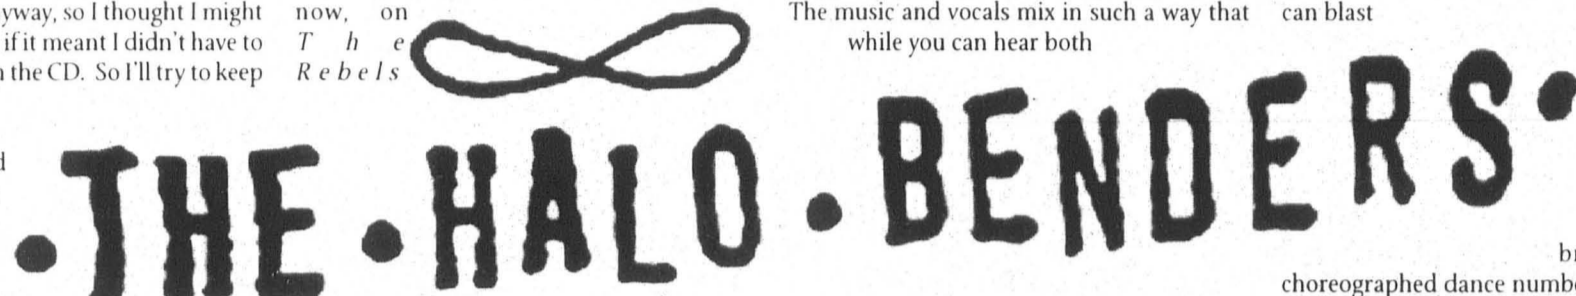 so I thought I might
if it meant I didn't have to
the CD. So I'll try to keep
now, on
The
Rebels
The music and vocals mix in such a way that
while you can hear both
can blast
• THE • HALO • BENDERS •
choreographed dance